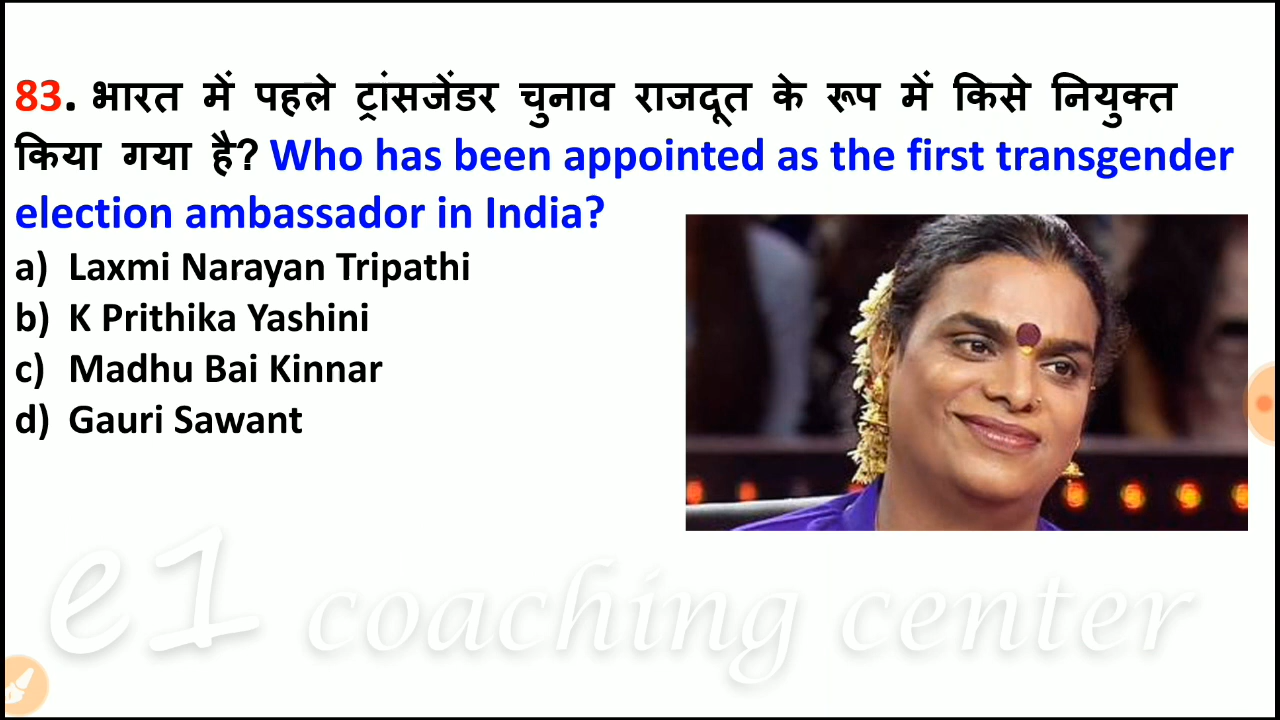 83. भारत में पहले ट्रांसजेंडर चुनाव राजदूत के रूप में किसे नियुक्त
किया गया है? Who has been appointed as the first transgender
election ambassador in India?
a) Laxmi Narayan Tripathi
b) K Prithika Yashini
c) Madhu Bai Kinnar
d) Gauri Sawant
e1 coaching center